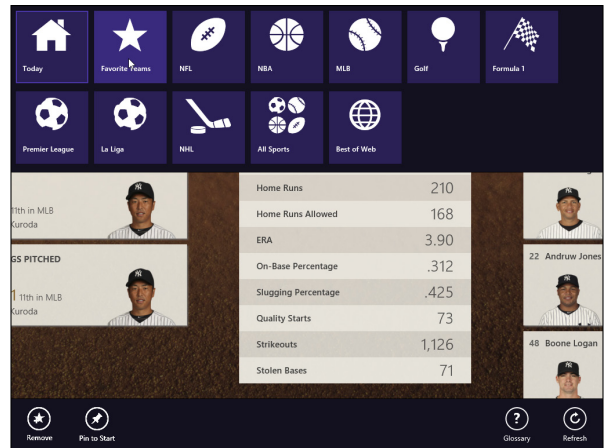 Today
Favorite Teams
NFL
NBA
MLB
Golf
Formula 1
Premier League
La Liga
NHL
All Sports
Best of Web
11th in MLB
Kuroda
GS PITCHED
1 11th in MLB
Kuroda
Home Runs 210
Home Runs Allowed 168
ERA 3.90
On-Base Percentage .312
Slugging Percentage .425
Quality Starts 73
Strikeouts 1,126
Stolen Bases 71
22 Andruw Jones
48 Boone Logan
Remove
Pin to Start
Glossary
Refresh